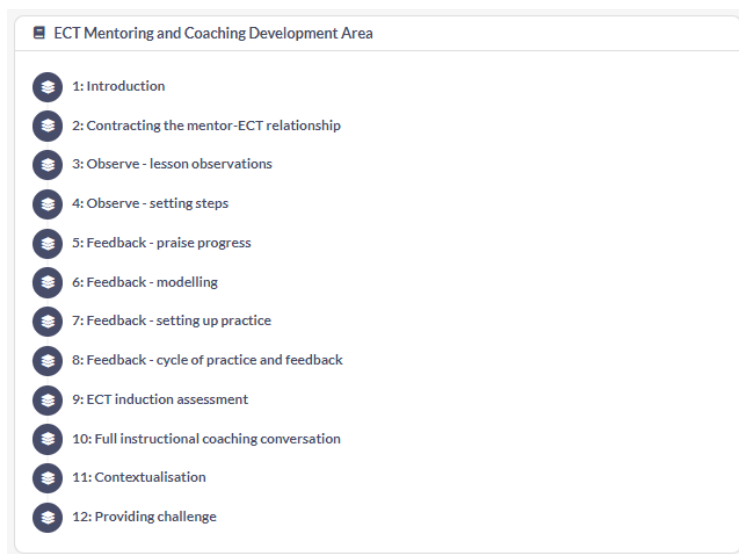 ECT Mentoring and Coaching Development Area
1: Introduction
2: Contracting the mentor-ECT relationship
3: Observe - lesson observations
4: Observe - setting steps
5: Feedback - praise progress
6: Feedback - modelling
7: Feedback - setting up practice
8: Feedback - cycle of practice and feedback
9: ECT induction assessment
10: Full instructional coaching conversation
11: Contextualisation
12: Providing challenge